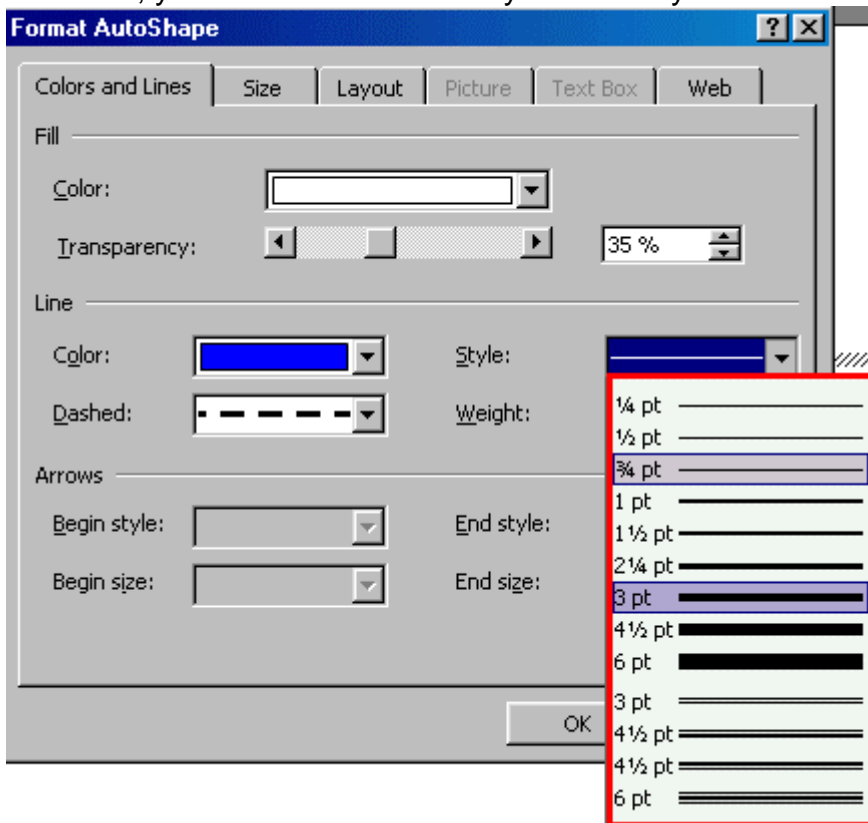 Format AutoShape
Colors and Lines Size Layout Picture Text Box Web
Fill
Color:
Transparency: 35 %
Line
Color: Style:
Dashed: Weight:
Arrows
Begin style: End style:
Begin size: End size:
OK
¼ pt
½ pt
¾ pt
1 pt
1½ pt
2¼ pt
3 pt
4½ pt
6 pt
3 pt
4½ pt
4½ pt
6 pt